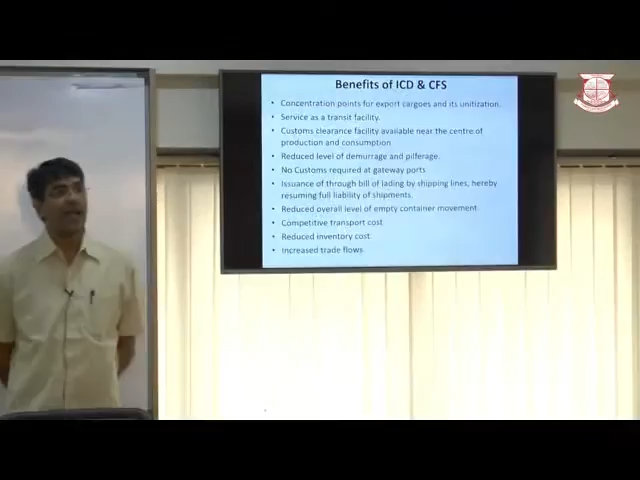 Benefits of ICD & CFS
• Concentration points for export cargoes and its unitization.
• Service as a transit facility.
• Customs clearance facility available near the centre of
production and consumption
• Reduced level of demurrage and pilferage.
• No Customs required at gateway ports
• Issuance of through bill of lading by shipping lines, hereby
resuming full liability of shipments.
• Reduced overall level of empty container movement
• Competitive transport cost
• Reduced inventory cost
• Increased trade flows